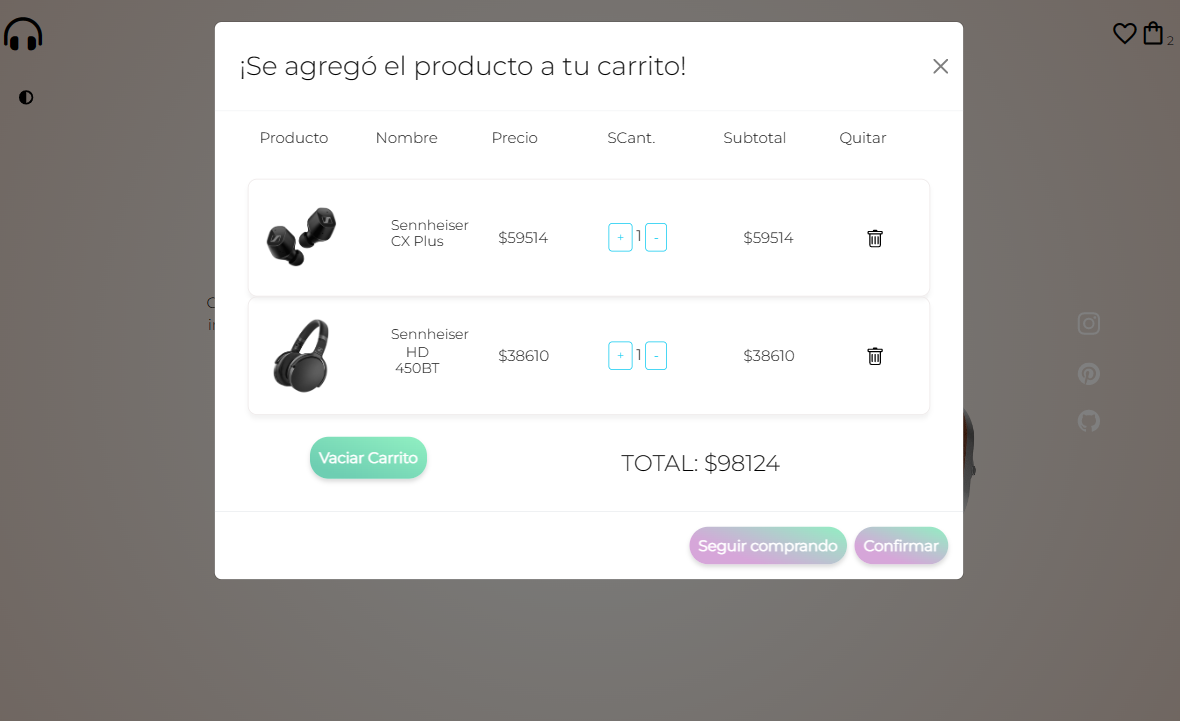 2
¡Se agregó el producto a tu carrito!
Producto Nombre Precio SCant. Subtotal Quitar
Sennheiser
CX Plus
$59514 + 1 - $59514
Sennheiser
HD
450BT
$38610 + 1 - $38610
Vaciar Carrito
TOTAL: $98124
Seguir comprando Confirmar